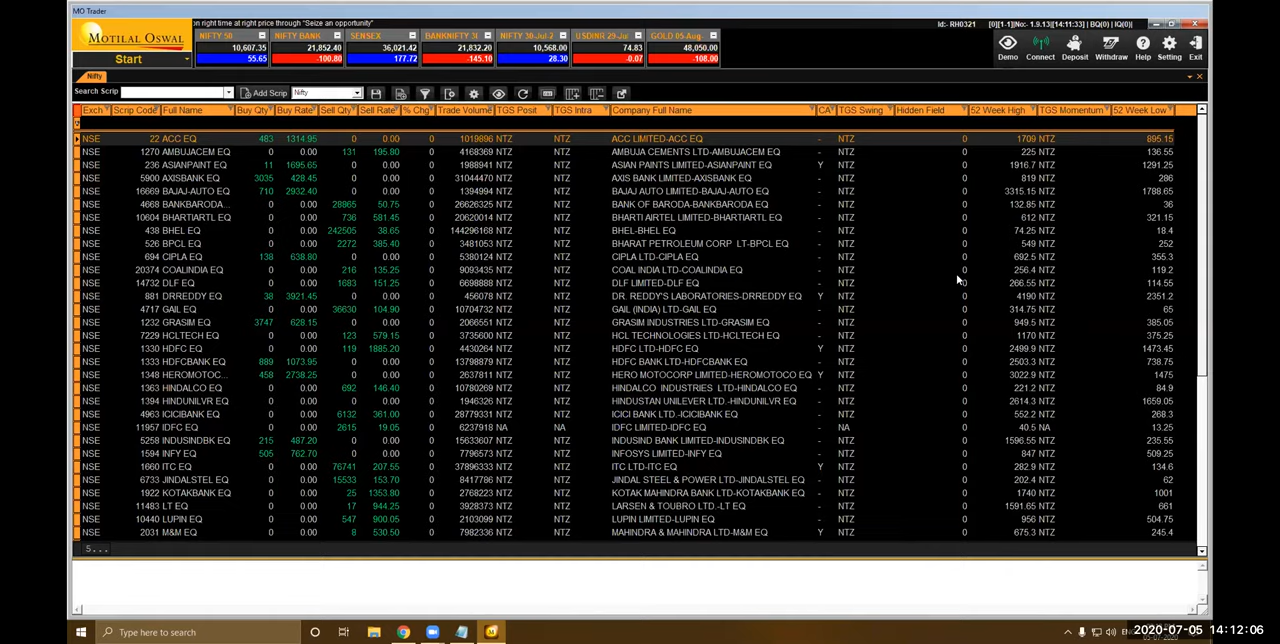 MO Trader
on right time at right price through "Seize an opportunity" Id:- RH0321 [0][1-1][No:- 1.9.13][14:11:33] | BQ(0) | IQ(0)|
MOTILAL OSWAL
Start
NIFTY 50 10,607.35 55.65
NIFTY BANK 21,852.40 -100.80
SENSEX 36,021.42 177.72
BANKNIFTY 3 21,832.20 -145.10
NIFTY 30-Jul-2 10,568.00 28.30
USDINR 29-Jul 74.83 -0.07
GOLD 05-Aug- 48,050.00 -108.00
Demo Connect Deposit Withdraw Help Setting Exit
Nifty
Search Scrip Add Scrip Nifty
Exch Scrip Code Full Name Buy Qty Buy Rate Sell Qty Sell Rate % Chg Trade Volume TGS Posit TGS Intra Company Full Name CA TGS Swing Hidden Field 52 Week High TGS Momentum 52 Week Low
NSE 22 ACC EQ 483 1314.95 0 0.00 0 1019896 NTZ NTZ ACC LIMITED-ACC EQ - NTZ 0 1709 NTZ 895.15
NSE 1270 AMBUJACEM EQ 0 0.00 131 195.80 0 4168369 NTZ NTZ AMBUJA CEMENTS LTD-AMBUJACEM EQ - NTZ 0 225 NTZ 136.55
NSE 236 ASIANPAINT EQ 11 1695.65 0 0.00 0 1988941 NTZ NTZ ASIAN PAINTS LIMITED-ASIANPAINT EQ Y NTZ 0 1916.7 NTZ 1291.25
NSE 5900 AXISBANK EQ 3035 428.45 0 0.00 0 31044470 NTZ NTZ AXIS BANK LIMITED-AXISBANK EQ - NTZ 0 819 NTZ 286
NSE 16669 BAJAJ-AUTO EQ 710 2932.40 0 0.00 0 1394994 NTZ NTZ BAJAJ AUTO LIMITED-BAJAJ-AUTO EQ - NTZ 0 3315.15 NTZ 1788.65
NSE 4668 BANKBARODA... 0 0.00 28865 50.75 0 26626325 NTZ NTZ BANK OF BARODA-BANKBARODA EQ - NTZ 0 132.85 NTZ 36
NSE 10604 BHARTIARTL EQ 0 0.00 736 581.45 0 20620014 NTZ NTZ BHARTI AIRTEL LIMITED-BHARTIARTL EQ - NTZ 0 612 NTZ 321.15
NSE 438 BHEL EQ 0 0.00 242505 38.65 0 144296168 NTZ NTZ BHEL-BHEL EQ - NTZ 0 74.25 NTZ 18.4
NSE 526 BPCL EQ 0 0.00 2272 385.40 0 3481053 NTZ NTZ BHARAT PETROLEUM CORP LT-BPCL EQ - NTZ 0 549 NTZ 252
NSE 694 CIPLA EQ 138 638.80 0 0.00 0 5380124 NTZ NTZ CIPLA LTD-CIPLA EQ - NTZ 0 692.5 NTZ 355.3
NSE 20374 COALINDIA EQ 0 0.00 216 135.25 0 9093435 NTZ NTZ COAL INDIA LTD-COALINDIA EQ - NTZ 0 256.4 NTZ 119.2
NSE 14732 DLF EQ 0 0.00 1683 151.25 0 6698888 NTZ NTZ DLF LIMITED-DLF EQ - NTZ 0 266.55 NTZ 114.55
NSE 881 DRREDDY EQ 38 3921.45 0 0.00 0 456078 NTZ NTZ DR. REDDY'S LABORATORIES-DRREDDY EQ Y NTZ 0 4190 NTZ 2351.2
NSE 4717 GAIL EQ 0 0.00 36630 104.90 0 10704732 NTZ NTZ GAIL (INDIA) LTD-GAIL EQ - NTZ 0 314.75 NTZ 65
NSE 1232 GRASIM EQ 3747 628.15 0 0.00 0 2066551 NTZ NTZ GRASIM INDUSTRIES LTD-GRASIM EQ - NTZ 0 949.5 NTZ 385.05
NSE 7229 HCLTECH EQ 0 0.00 123 579.15 0 3735600 NTZ NTZ HCL TECHNOLOGIES LTD-HCLTECH EQ - NTZ 0 1170 NTZ 375.25
NSE 1330 HDFC EQ 0 0.00 119 1885.20 0 4430264 NTZ NTZ HDFC LTD-HDFC EQ Y NTZ 0 2499.9 NTZ 1473.45
NSE 1333 HDFCBANK EQ 889 1073.95 0 0.00 0 13798879 NTZ NTZ HDFC BANK LTD-HDFCBANK EQ - NTZ 0 2503.3 NTZ 738.75
NSE 1348 HEROMOTOC... 458 2738.25 0 0.00 0 2637811 NTZ NTZ HERO MOTOCORP LIMITED-HEROMOTOCO EQ Y NTZ 0 3022.9 NTZ 1475
NSE 1363 HINDALCO EQ 0 0.00 692 146.40 0 10780269 NTZ NTZ HINDALCO INDUSTRIES LTD-HINDALCO EQ - NTZ 0 221.2 NTZ 84.9
NSE 1394 HINDUNILVR EQ 0 0.00 0 0.00 0 1946326 NTZ NTZ HINDUSTAN UNILEVER LTD.-HINDUNILVR EQ - NTZ 0 2614.3 NTZ 1659.05
NSE 4963 ICICIBANK EQ 0 0.00 6132 361.00 0 28779331 NTZ NTZ ICICI BANK LTD.-ICICIBANK EQ - NTZ 0 552.2 NTZ 268.3
NSE 11957 IDFC EQ 0 0.00 2615 19.05 0 6237918 NA NA IDFC LIMITED-IDFC EQ - NA 0 40.5 NA 13.25
NSE 5258 INDUSINDBK EQ 215 487.20 0 0.00 0 15633607 NTZ NTZ INDUSIND BANK LIMITED-INDUSINDBK EQ - NTZ 0 1596.55 NTZ 235.55
NSE 1594 INFY EQ 505 762.70 0 0.00 0 7796573 NTZ NTZ INFOSYS LIMITED-INFY EQ - NTZ 0 847 NTZ 509.25
NSE 1660 ITC EQ 0 0.00 76741 207.55 0 37896333 NTZ NTZ ITC LTD-ITC EQ Y NTZ 0 282.9 NTZ 134.6
NSE 6733 JINDALSTEL EQ 0 0.00 15533 153.70 0 8417786 NTZ NTZ JINDAL STEEL & POWER LTD-JINDALSTEL EQ - NTZ 0 202.4 NTZ 62
NSE 1922 KOTAKBANK EQ 0 0.00 25 1353.80 0 2768223 NTZ NTZ KOTAK MAHINDRA BANK LTD-KOTAKBANK EQ - NTZ 0 1740 NTZ 1001
NSE 11483 LT EQ 0 0.00 17 944.25 0 3928373 NTZ NTZ LARSEN & TOUBRO LTD.-LT EQ - NTZ 0 1591.65 NTZ 661
NSE 10440 LUPIN EQ 0 0.00 547 900.05 0 2103099 NTZ NTZ LUPIN LIMITED-LUPIN EQ - NTZ 0 956 NTZ 504.75
NSE 2031 M&M EQ 0 0.00 8 530.50 0 7982336 NTZ NTZ MAHINDRA & MAHINDRA LTD-M&M EQ Y NTZ 0 675.3 NTZ 245.4
5...
Type here to search
2020-07-05 14:12:06